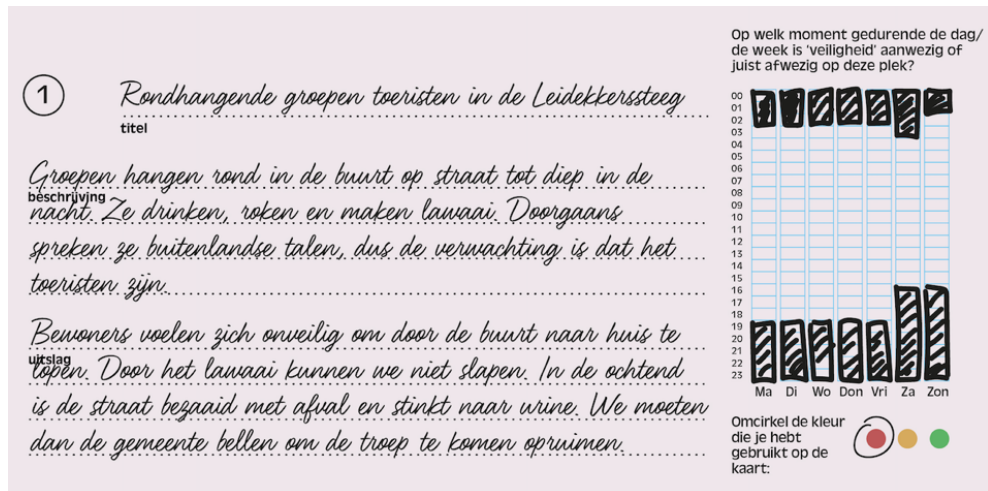 1
Rondhangende groepen toeristen in de Leidekkerssteeg
titel
Groepen hangen rond in de buurt op straat tot diep in de
beschrijving
nacht. Ze drinken, roken en maken lawaai. Doorgaans
spreken ze buitenlandse talen, dus de verwachting is dat het
toeristen zijn.
Bewoners voelen zich onveilig om door de buurt naar huis te
uitslag
lopen. Door het lawaai kunnen we niet slapen. In de ochtend
is de straat bezaaid met afval en stinkt naar urine. We moeten
dan de gemeente bellen om de troep te komen opruimen.
Op welk moment gedurende de dag/
de week is 'veiligheid' aanwezig of
juist afwezig op deze plek?
00
01
02
03
04
05
06
07
08
09
10
11
12
13
14
15
16
17
18
19
20
21
22
23
Ma Di Wo Don Vri Za Zon
Omcirkel de kleur
die je hebt
gebruikt op de
kaart: